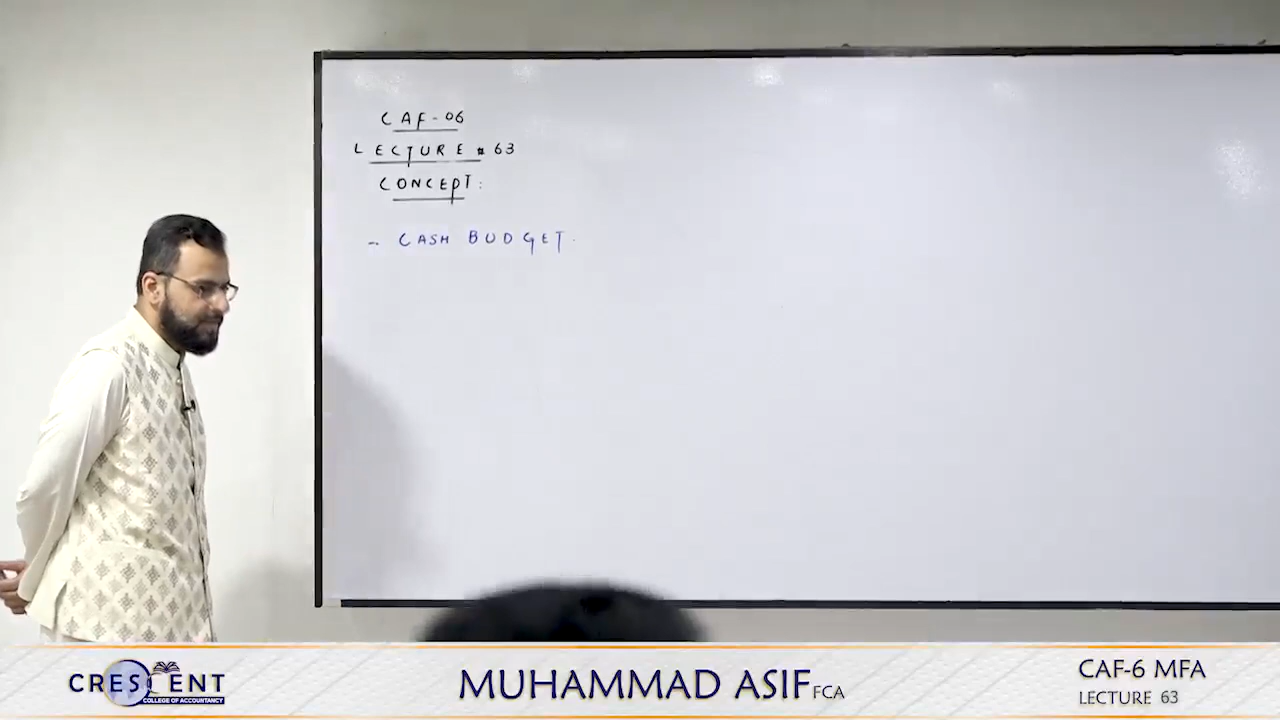 CAF-06
LECTURE # 63
CONCEPT:
- CASH BUDGET.
CRESCENT
COLLEGE OF ACCOUNTANCY
MUHAMMAD ASIF FCA
CAF-6 MFA
LECTURE 63